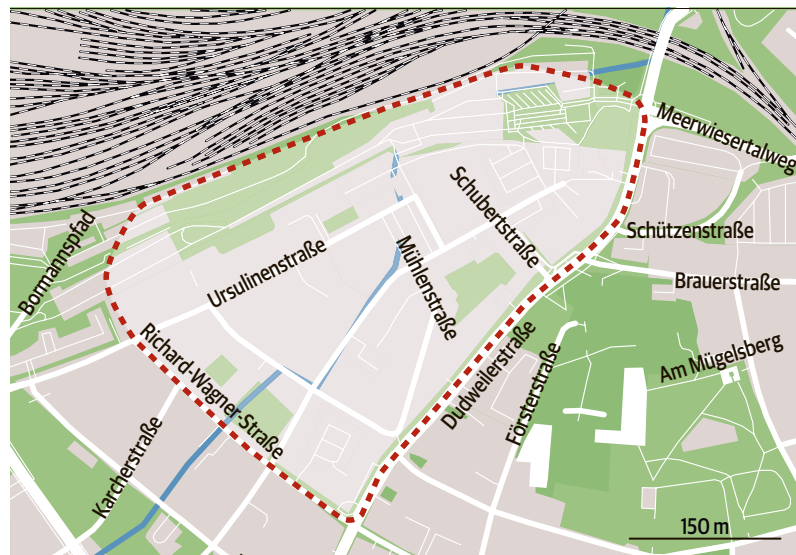 Meerwiesertalweg
Schubertstraße
Schützenstraße
Bormannspfad
Ursulinenstraße
Mühlenstraße
Brauerstraße
Richard-Wagner-Straße
Dudweilerstraße
Försterstraße
Am Mügelsberg
Karcherstraße
150 m